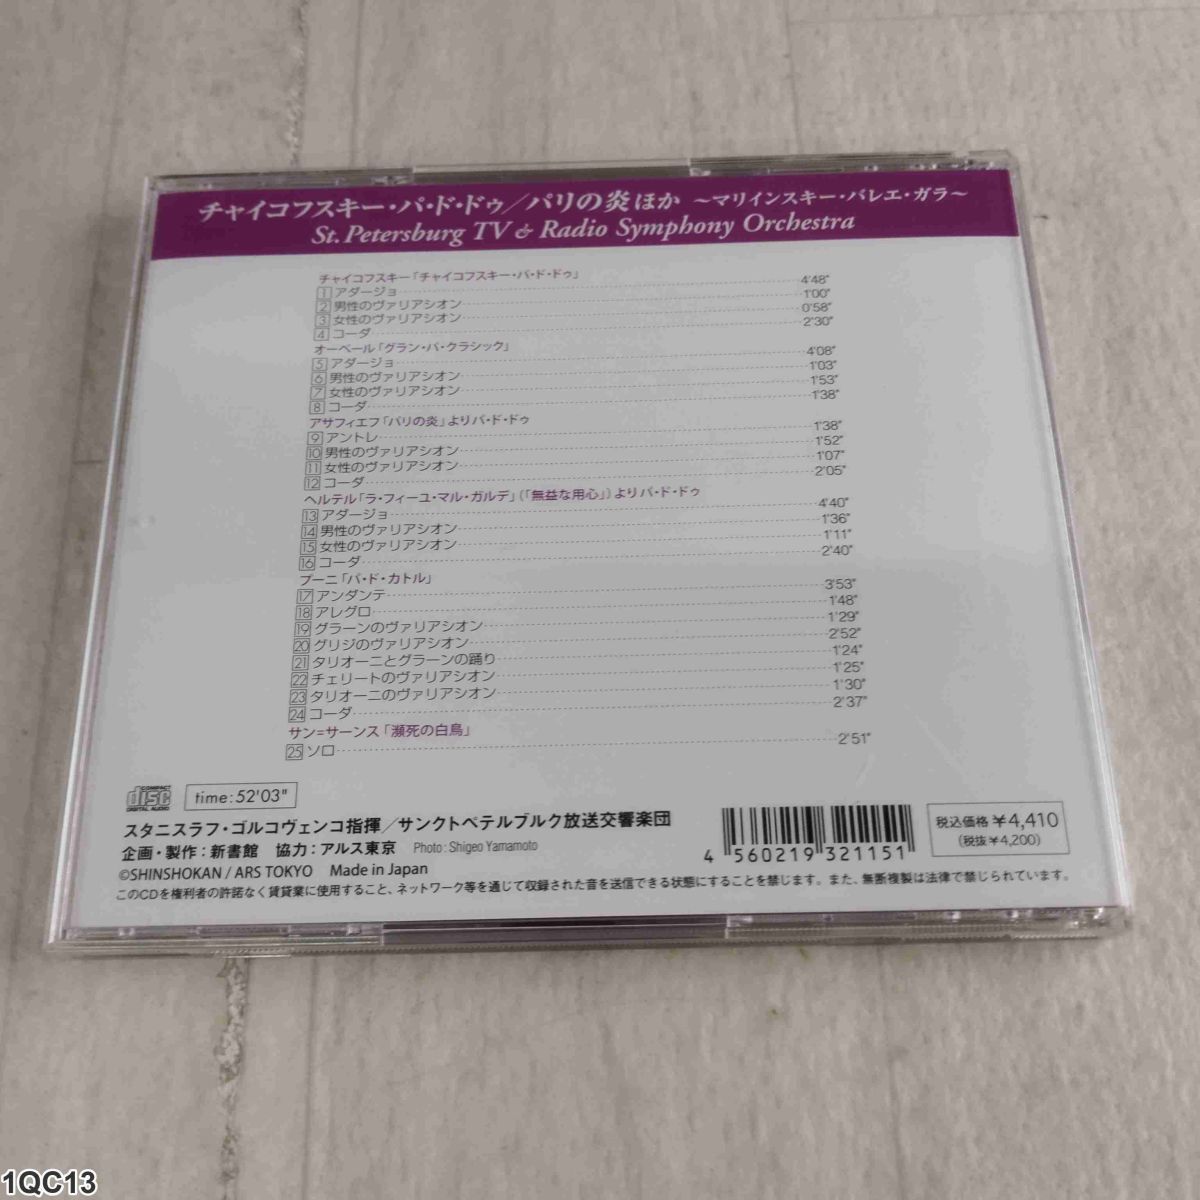 チャイコフスキー・パ・ド・ドゥ／パリの炎 ほか ～マリインスキー・バレエ・ガラ～
St. Petersburg TV & Radio Symphony Orchestra
チャイコフスキー「チャイコフスキー・パ・ド・ドゥ」
1 アダージョ 4'48"
2 男性のヴァリアシオン 1'00"
3 女性のヴァリアシオン 0'58"
4 コーダ 2'30"
オーベール「グラン・パ・クラシック」
5 アダージョ 4'08"
6 男性のヴァリアシオン 1'03"
7 女性のヴァリアシオン 1'53"
8 コーダ 1'38"
アサフィエフ「パリの炎」よりパ・ド・ドゥ
9 アントレ 1'38"
10 男性のヴァリアシオン 1'52"
11 女性のヴァリアシオン 1'07"
12 コーダ 2'05"
ヘルテル「ラ・フィーユ・マル・ガルデ」（「無益な用心」）よりパ・ド・ドゥ
13 アダージョ 4'40"
14 男性のヴァリアシオン 1'36"
15 女性のヴァリアシオン 1'11"
16 コーダ 2'40"
プーニ「パ・ド・カトル」
17 アンダンテ 3'53"
18 アレグロ 1'48"
19 グラーンのヴァリアシオン 1'29"
20 グリジのヴァリアシオン 2'52"
21 タリオーニとグラーンの踊り 1'24"
22 チェリートのヴァリアシオン 1'25"
23 タリオーニのヴァリアシオン 1'30"
24 コーダ 2'37"
サン=サーンス「瀕死の白鳥」
25 ソロ 2'51"
COMPACT disc DIGITAL AUDIO
time:52'03"
スタニスラフ・ゴルコヴェンコ指揮／サンクトペテルブルク放送交響楽団
企画・製作：新書館 協力：アルス東京 Photo：Shigeo Yamamoto
©SHINSHOKAN / ARS TOKYO Made in Japan
4 560219 321151
税込価格￥4,410
（税抜￥4,200）
このCDを権利者の許諾なく賃貸業に使用すること、ネットワーク等を通じて収録された音を送信できる状態にすることを禁じます。また、無断複製は法律で禁じられています。
1QC13